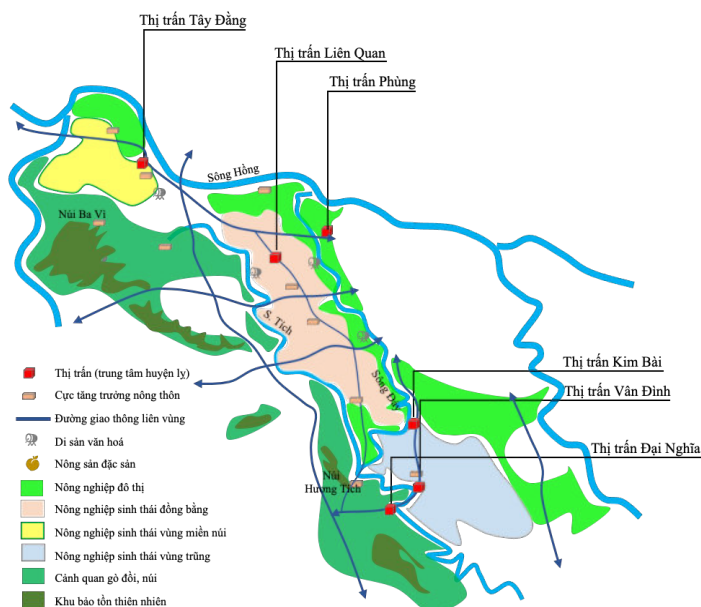 Thị trấn Tây Đằng
Thị trấn Liên Quan
Thị trấn Phùng
Sông Hồng
Núi Ba Vì
S. Tích
Sông Đáy
Thị trấn Kim Bài
Thị trấn Vân Đình
Thị trấn Đại Nghĩa
Núi
Hương Tích
Thị trấn (trung tâm huyện lỵ)
Cực tăng trưởng nông thôn
Đường giao thông liên vùng
Di sản văn hoá
Nông sản đặc sản
Nông nghiệp đô thị
Nông nghiệp sinh thái đồng bằng
Nông nghiệp sinh thái vùng miền núi
Nông nghiệp sinh thái vùng trũng
Cảnh quan gò đồi, núi
Khu bảo tồn thiên nhiên